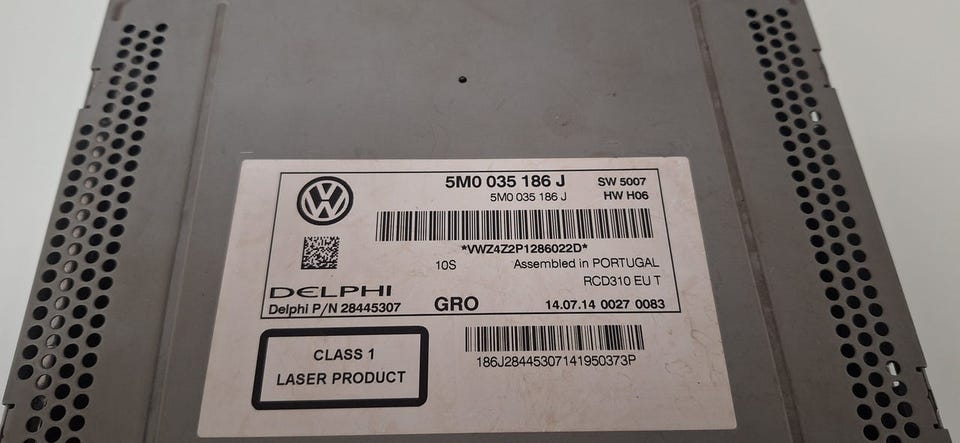 5M0 035 186 J SW 5007
5M0 035 186 J HW H06
*VWZ4Z2P1286022D*
10S Assembled in PORTUGAL
RCD310 EU T
DELPHI
Delphi P/N 28445307 GRO 14.07.14 0027 0083
CLASS 1
LASER PRODUCT
186J28445307141950373P